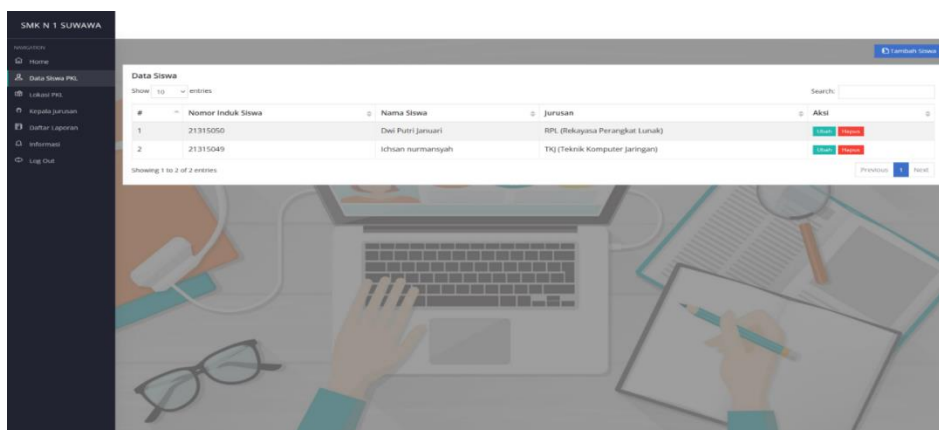 SMK N 1 SUWAWA
NAVIGATION
Home
Data Siswa PKL
Lokasi PKL
Kepala Jurusan
Daftar Laporan
Informasi
Log Out
Tambah Siswa
Data Siswa
Show 10 entries Search:
# Nomor Induk Siswa Nama Siswa Jurusan Aksi
1 21315050 Dwi Putri Januari RPL (Rekayasa Perangkat Lunak) Ubah Hapus
2 21315049 Ichsan nurmansyah TKJ (Teknik Komputer Jaringan) Ubah Hapus
Showing 1 to 2 of 2 entries Previous 1 Next